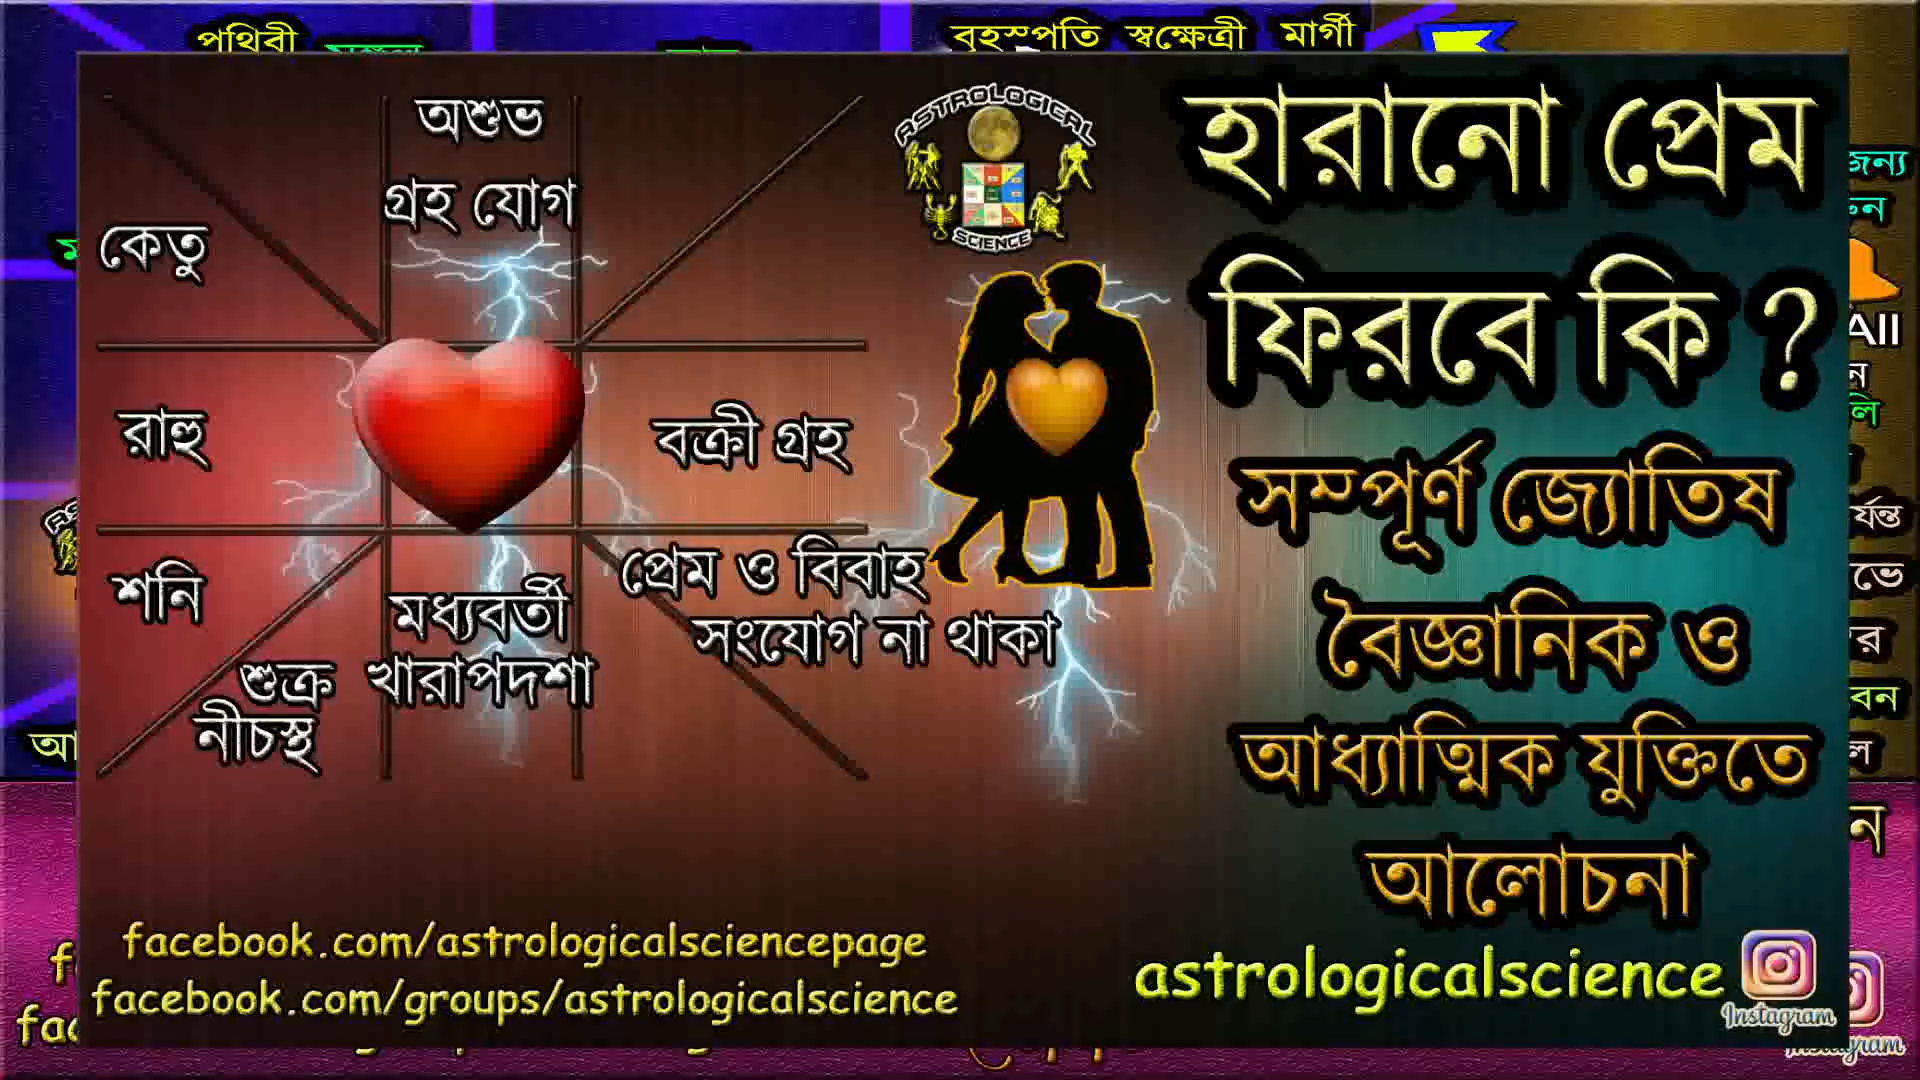 পৃথিবী
বৃহস্পতি স্বক্ষেত্রী মার্গী
অশুভ
গ্রহ যোগ
কেতু
রাহু
বক্রী গ্রহ
শনি
প্রেম ও বিবাহ
সংযোগ না থাকা
মধ্যবর্তী
খারাপদশা
শুক্র
নীচস্থ
ASTROLOGICAL
SCIENCE
হারানো প্রেম
ফিরবে কি ?
সম্পূর্ণ জ্যোতিষ
বৈজ্ঞানিক ও
আধ্যাত্মিক যুক্তিতে
আলোচনা
facebook.com/astrologicalsciencepage
facebook.com/groups/astrologicalscience
astrologicalscience
Instagram
All